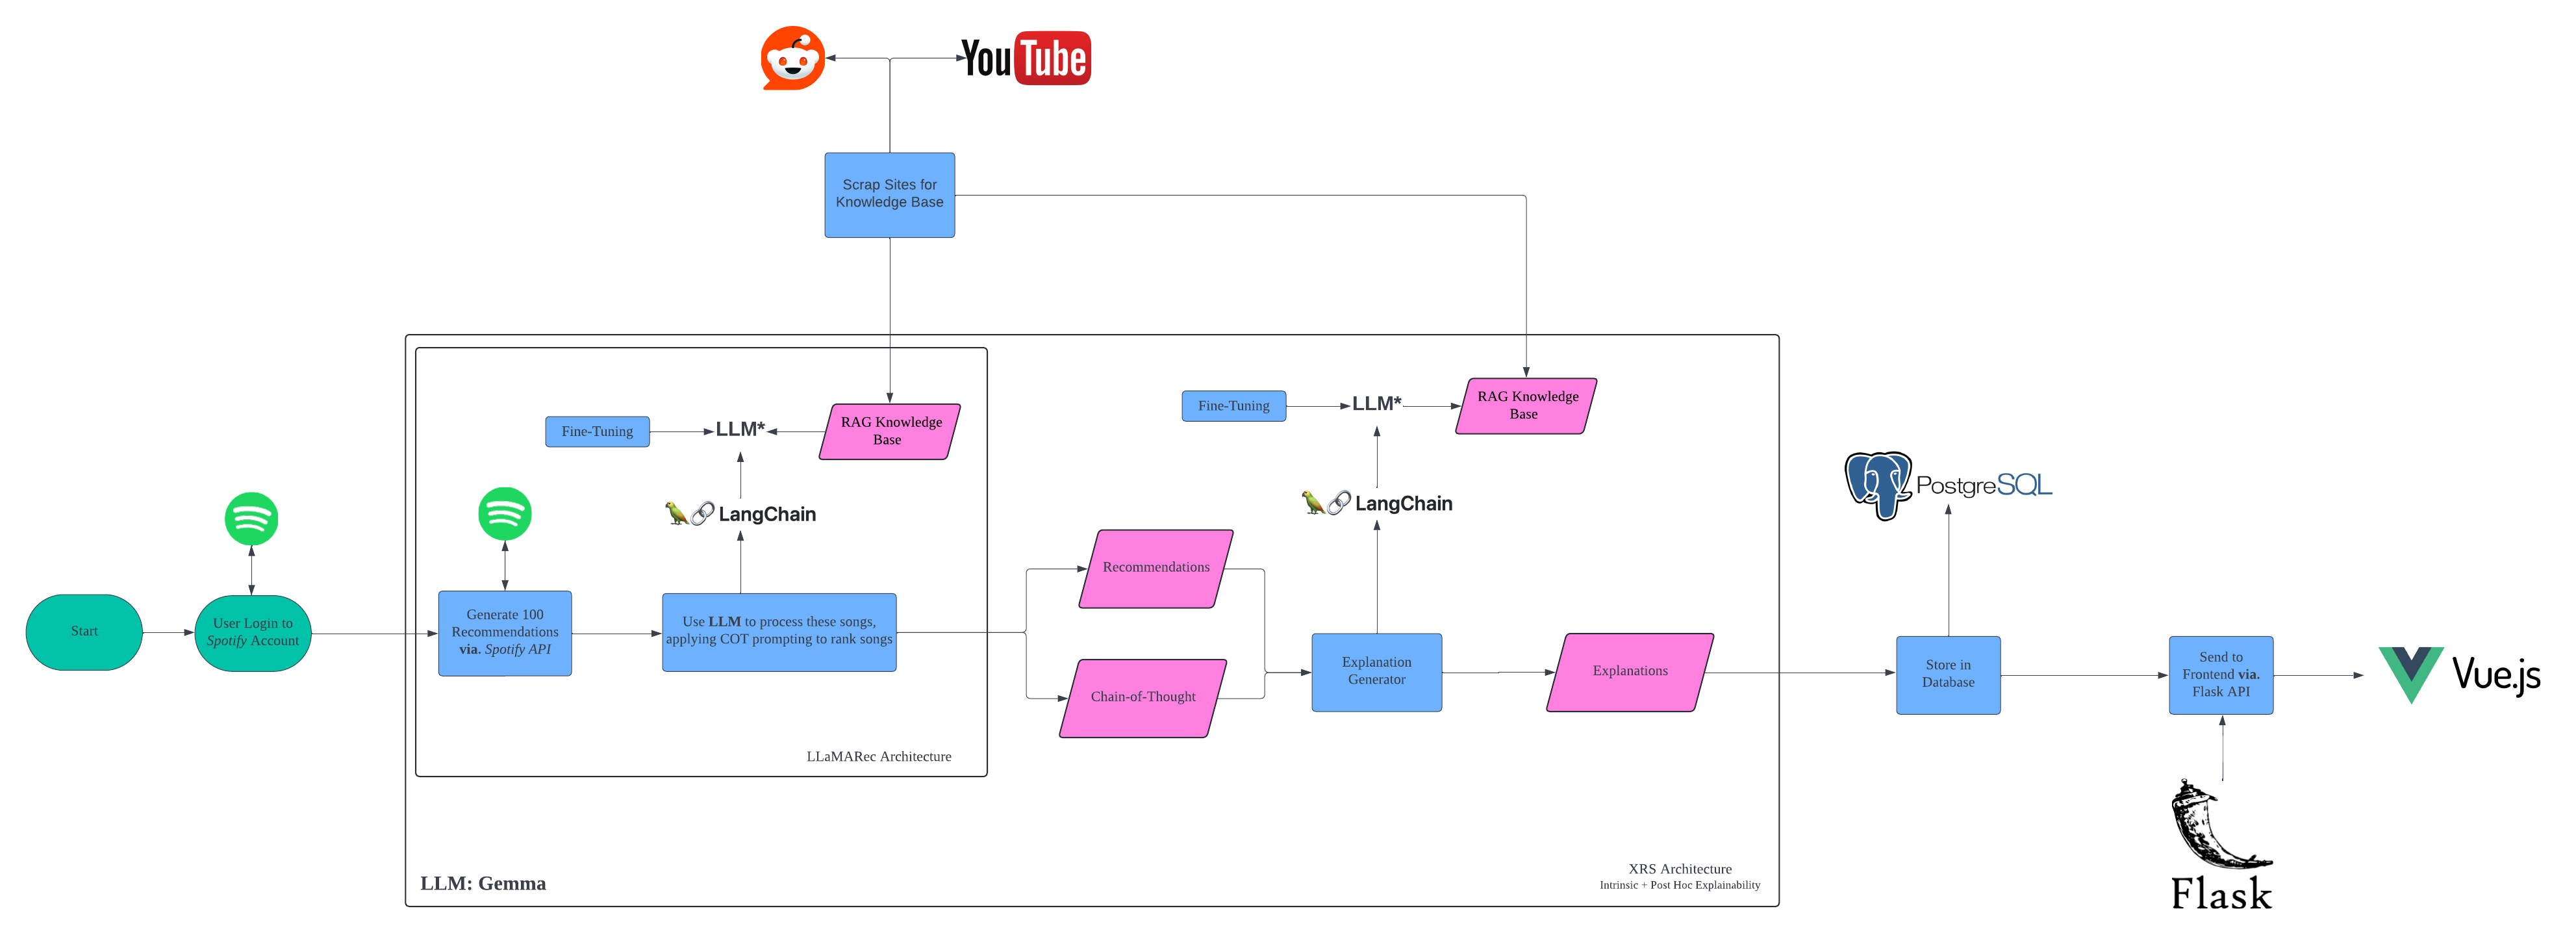 YouTube
Scrap Sites for
Knowledge Base
Fine-Tuning
LLM*
RAG Knowledge
Base
LangChain
Fine-Tuning
LLM*
RAG Knowledge
Base
LangChain
Start
User Login to
Spotify Account
Generate 100
Recommendations
via. Spotify API
Use LLM to process these songs,
applying COT prompting to rank songs
LLaMARec Architecture
Recommendations
Chain-of-Thought
Explanation
Generator
Explanations
XRS Architecture
Intrinsic + Post Hoc Explainability
LLM: Gemma
PostgreSQL
Store in
Database
Send to
Frontend via.
Flask API
Vue.js
Flask